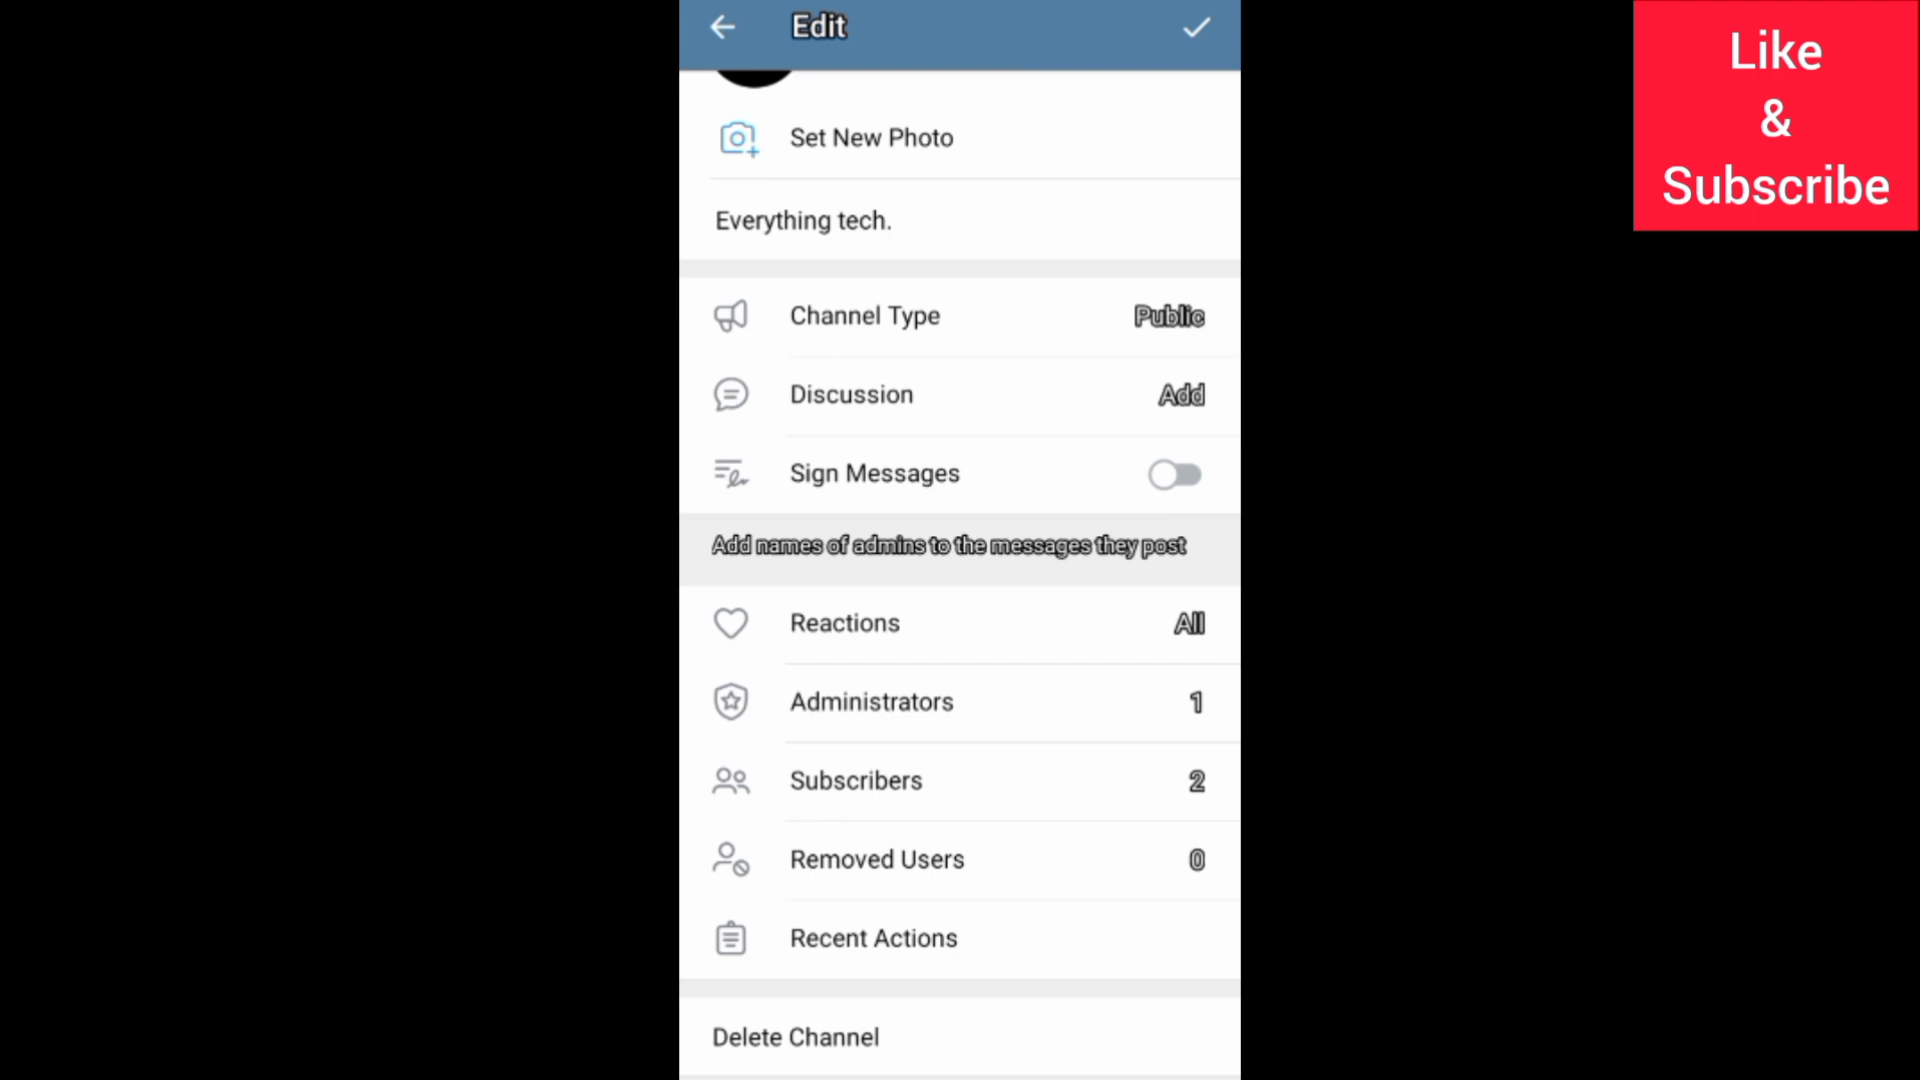 Edit
Like
&
Subscribe
Set New Photo
Everything tech.
Channel Type Public
Discussion Add
Sign Messages
Add names of admins to the messages they post
Reactions All
Administrators 1
Subscribers 2
Removed Users 0
Recent Actions
Delete Channel